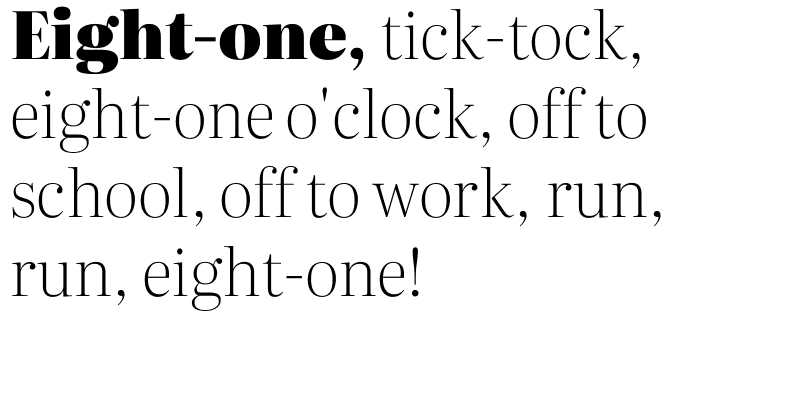 Eight-one, tick-tock,
eight-one o'clock, off to
school, off to work, run,
run, eight-one!